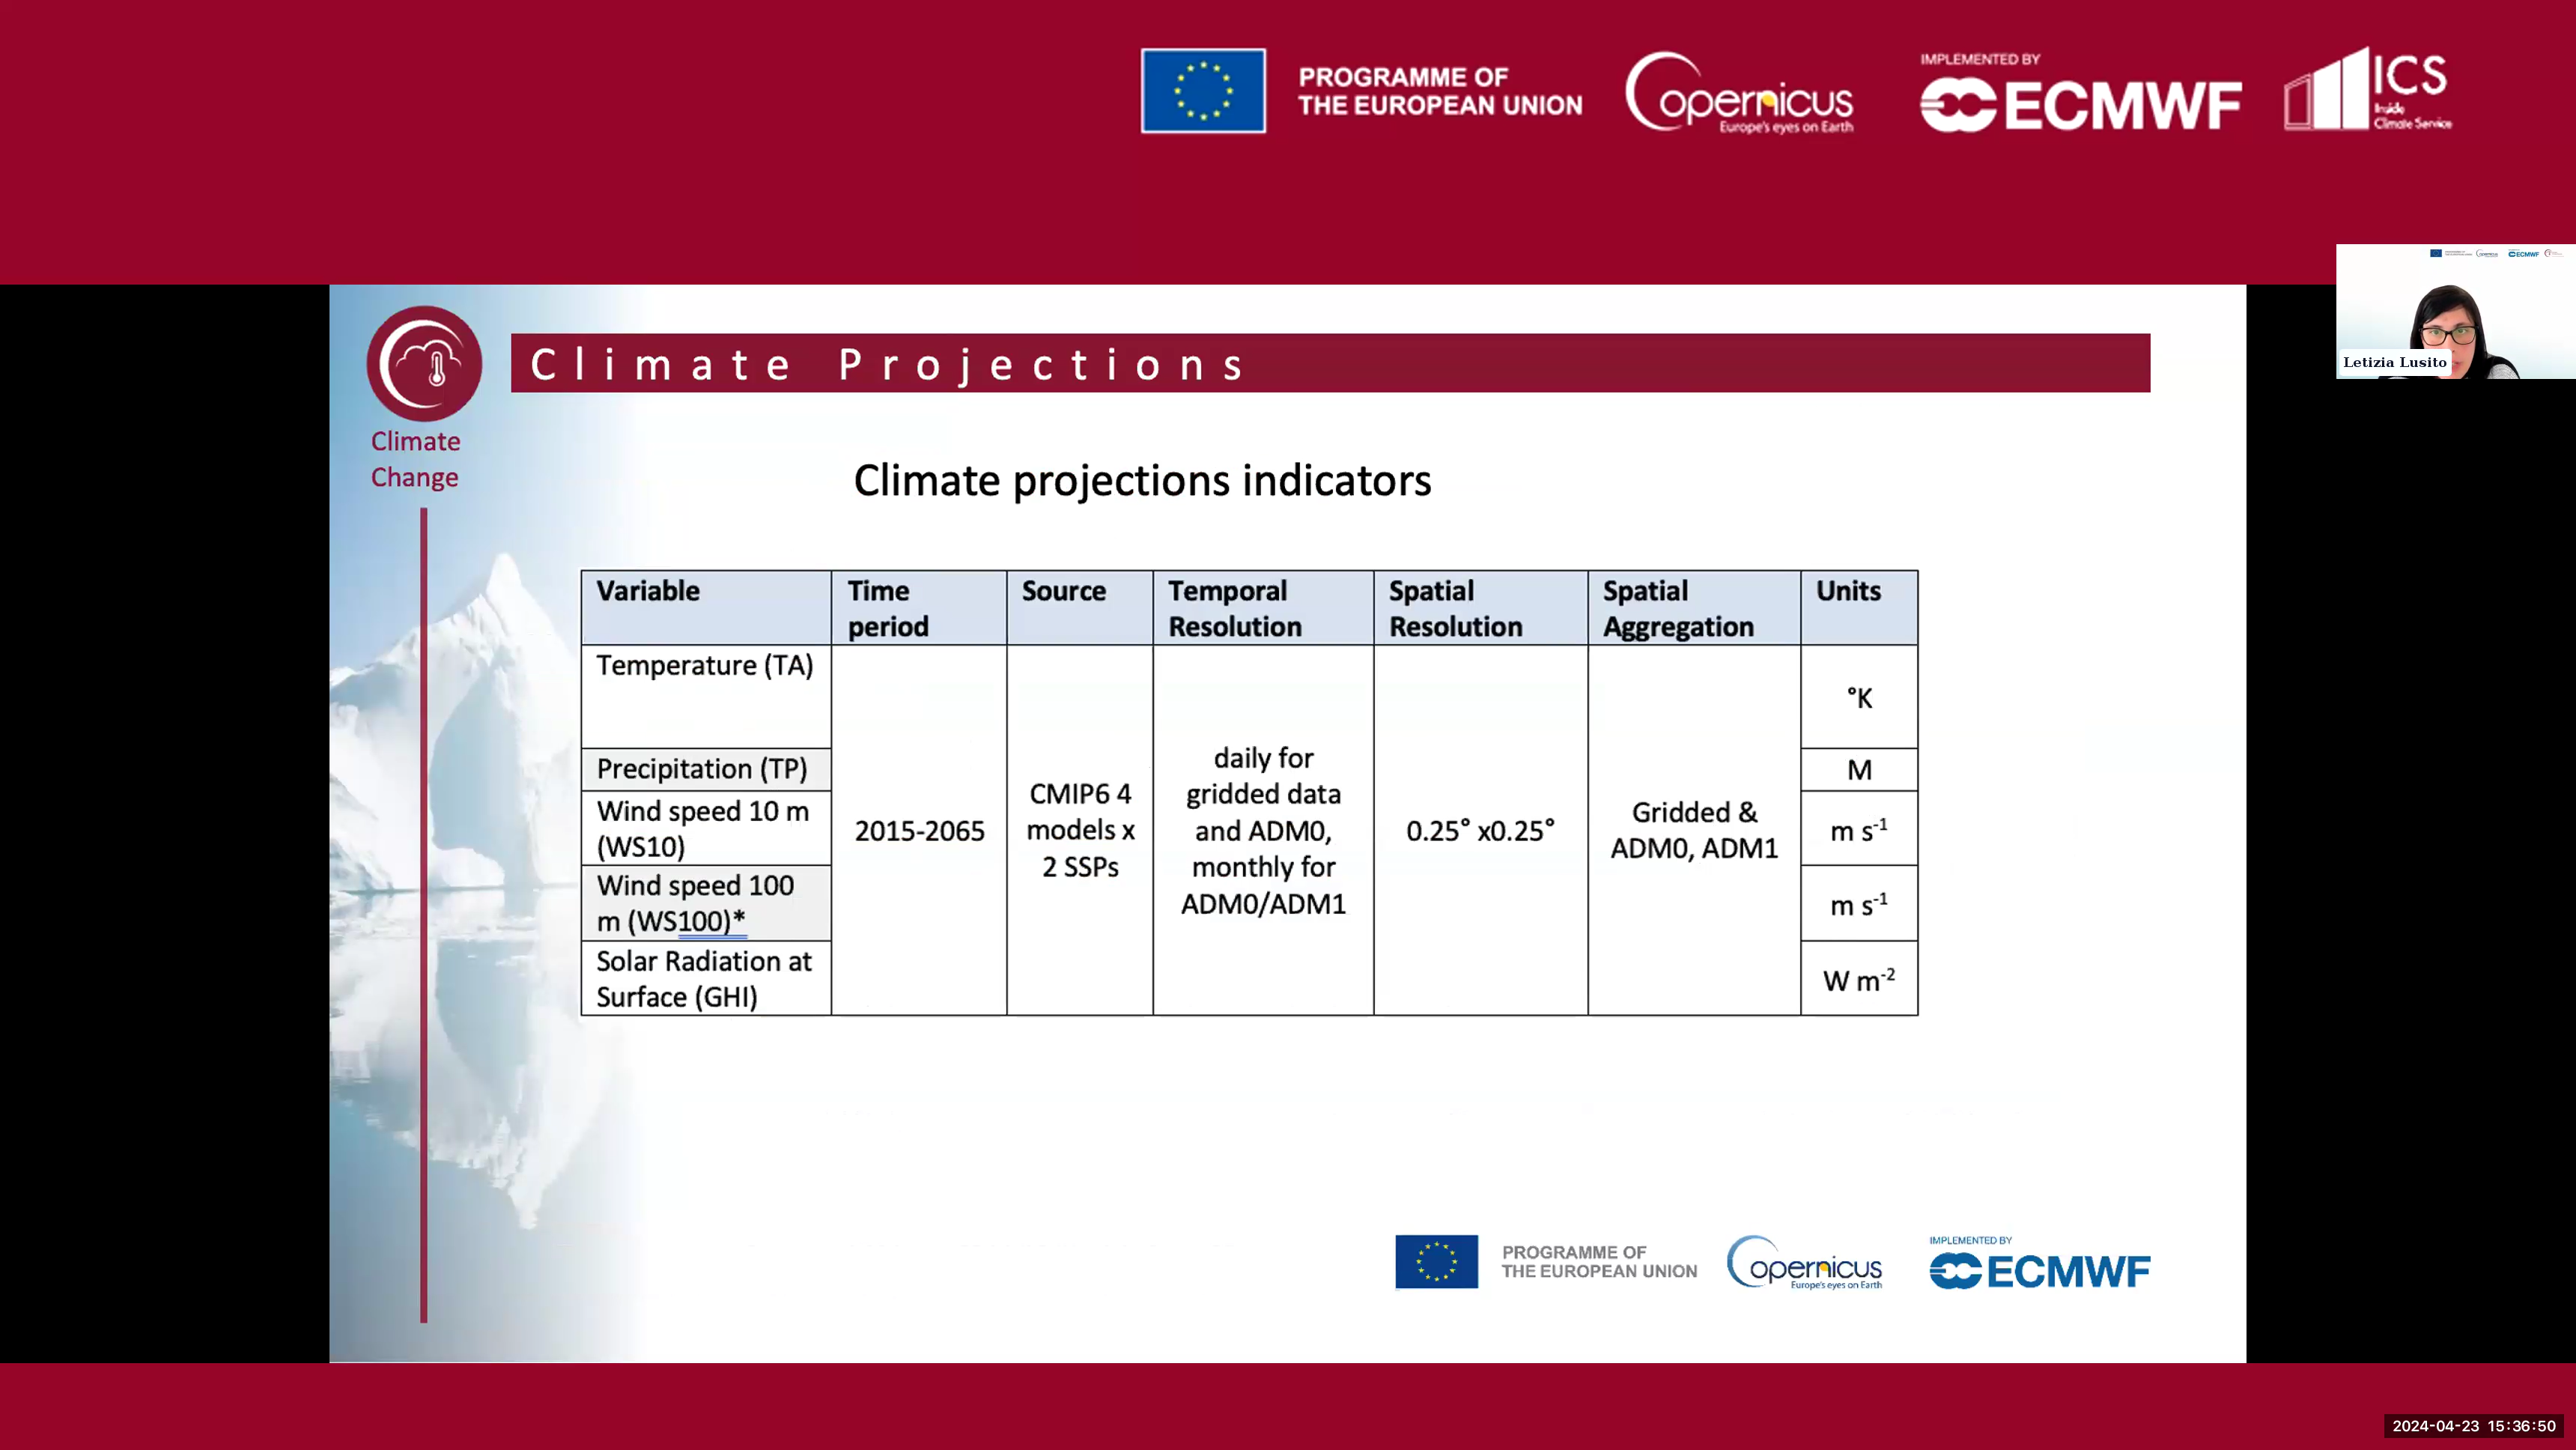 PROGRAMME OF
THE EUROPEAN UNION
Copernicus
Europe's eyes on Earth
IMPLEMENTED BY
ECMWF
ICS
Inside
Climate Service
ECMWF
Letizia Lusito
Climate Projections
Climate
Change
Climate projections indicators
Variable
Time
period
Source
Temporal
Resolution
Spatial
Resolution
Spatial
Aggregation
Units
Temperature (TA)
2015-2065
CMIP6 4
models x
2 SSPs
daily for
gridded data
and ADM0,
monthly for
ADM0/ADM1
0.25° x0.25°
Gridded &
ADM0, ADM1
°K
Precipitation (TP)
M
Wind speed 10 m
(WS10)
m s⁻¹
Wind speed 100
m (WS100)*
m s⁻¹
Solar Radiation at
Surface (GHI)
W m⁻²
PROGRAMME OF
THE EUROPEAN UNION
Copernicus
Europe's eyes on Earth
IMPLEMENTED BY
ECMWF
2024-04-23 15:36:50